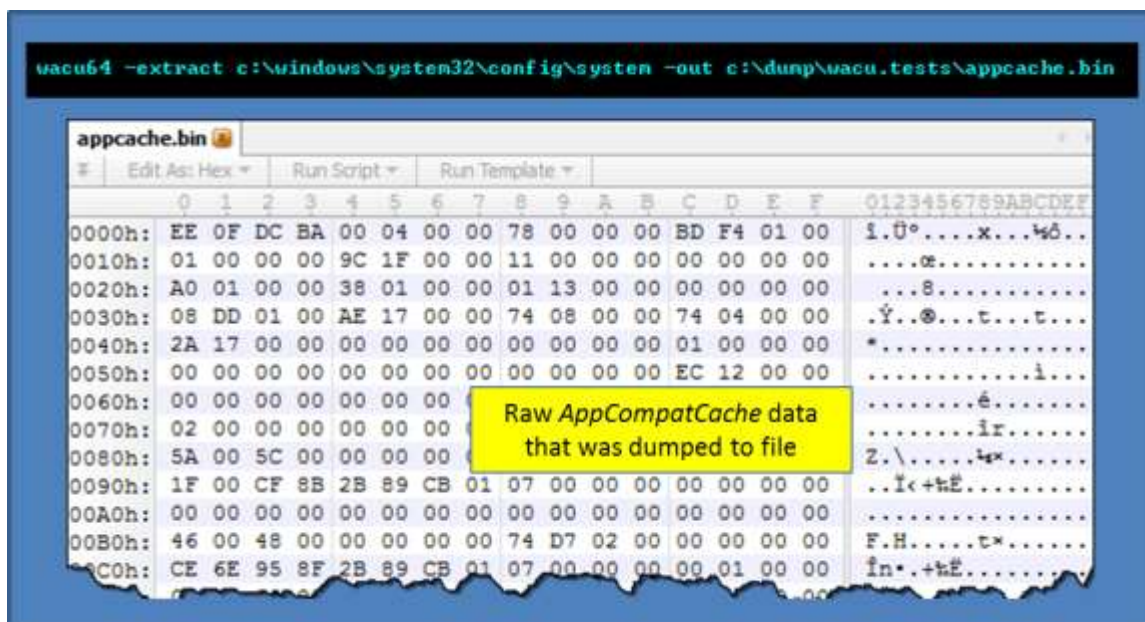 wacu64 -extract c:\windows\system32\config\system -out c:\dump\wacu.tests\appcache.bin
appcache.bin
Edit As: Hex Run Script Run Template
0 1 2 3 4 5 6 7 8 9 A B C D E F 0123456789ABCDEF
0000h: EE 0F DC BA 00 04 00 00 78 00 00 00 BD F4 01 00 î.Üº....x...½ô..
0010h: 01 00 00 00 9C 1F 00 00 11 00 00 00 00 00 00 00 ....œ...........
0020h: A0 01 00 00 38 01 00 00 01 13 00 00 00 00 00 00 ...8...........
0030h: 08 DD 01 00 AE 17 00 00 74 08 00 00 74 04 00 00 .Ý..®...t...t...
0040h: 2A 17 00 00 00 00 00 00 00 00 00 00 01 00 00 00 *...............
0050h: 00 00 00 00 00 00 00 00 00 00 00 00 EC 12 00 00 ............ì...
0060h: 00 00 00 00 00 00 00 ........é.......
Raw AppCompatCache data
that was dumped to file
0070h: 02 00 00 00 00 00 00 ........îr......
0080h: 5A 00 5C 00 00 00 00 Z.\.....¼×......
0090h: 1F 00 CF 8B 2B 89 CB 01 07 00 00 00 00 00 00 00 ..Ï‹+‰Ë.........
00A0h: 00 00 00 00 00 00 00 00 00 00 00 00 00 00 00 00 ................
00B0h: 46 00 48 00 00 00 00 00 74 D7 02 00 00 00 00 00 F.H.....t×......
C0h: CE 6E 95 8F 2B 89 CB 01 07 00 00 00 00 01 00 00 În•.+‰Ë.........